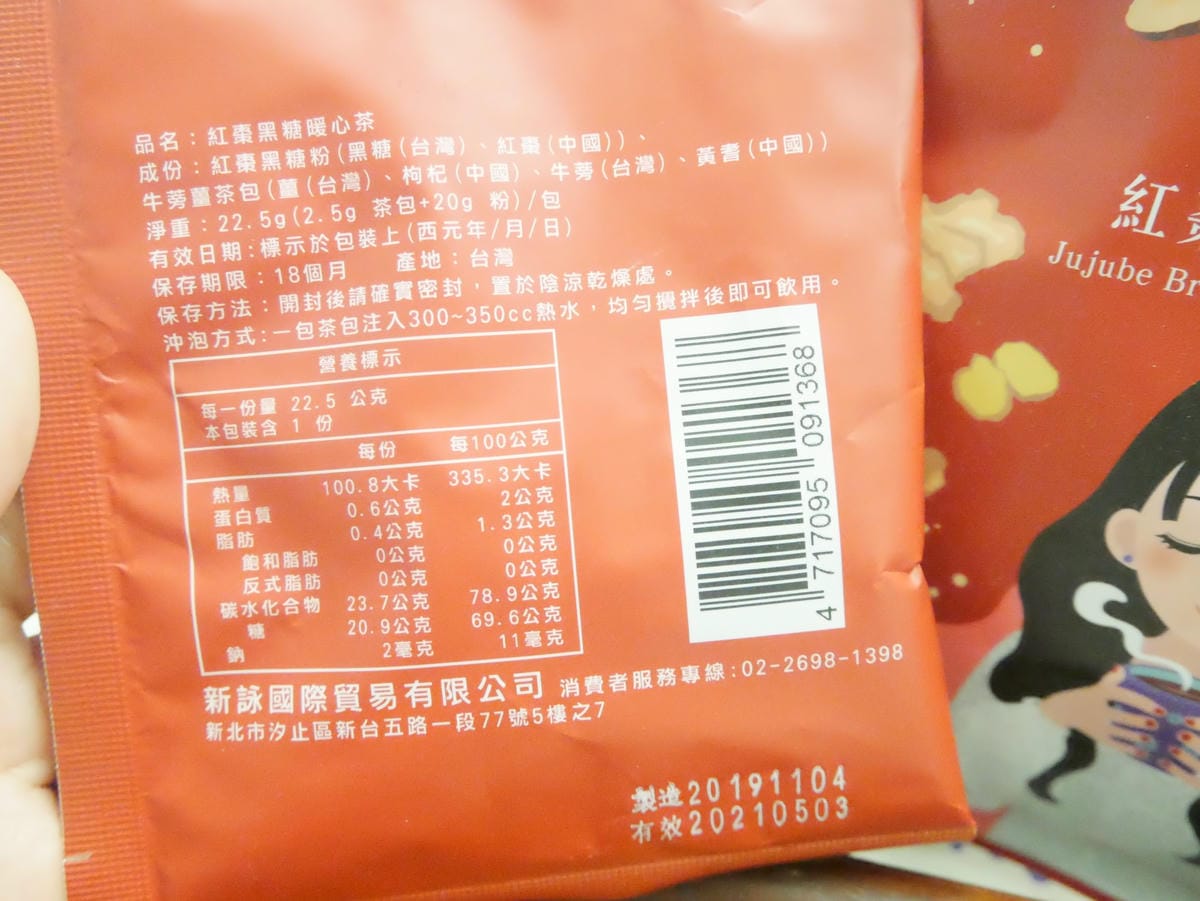 品名：紅棗黑糖暖心茶
成份：紅棗黑糖粉(黑糖(台灣)、紅棗(中國))、
牛蒡薑茶包(薑(台灣)、枸杞(中國)、牛蒡(台灣)、黃耆(中國))
淨重：22.5g(2.5g 茶包+20g 粉)/包
有效日期：標示於包裝上(西元年/月/日)
保存期限：18個月 產地：台灣
保存方法：開封後請確實密封，置於陰涼乾燥處。
沖泡方式：一包茶包注入300~350cc熱水，均勻攪拌後即可飲用。
營養標示
每一份量 22.5 公克
本包裝含 1 份
每份 每100公克
熱量 100.8大卡 335.3大卡
蛋白質 0.6公克 2公克
脂肪 0.4公克 1.3公克
飽和脂肪 0公克 0公克
反式脂肪 0公克 0公克
碳水化合物 23.7公克 78.9公克
糖 20.9公克 69.6公克
鈉 2毫克 11毫克
4 717095 091368
新詠國際貿易有限公司 消費者服務專線:02-2698-1398
新北市汐止區新台五路一段77號5樓之7
製造20191104
有效20210503
紅
Jujube Br